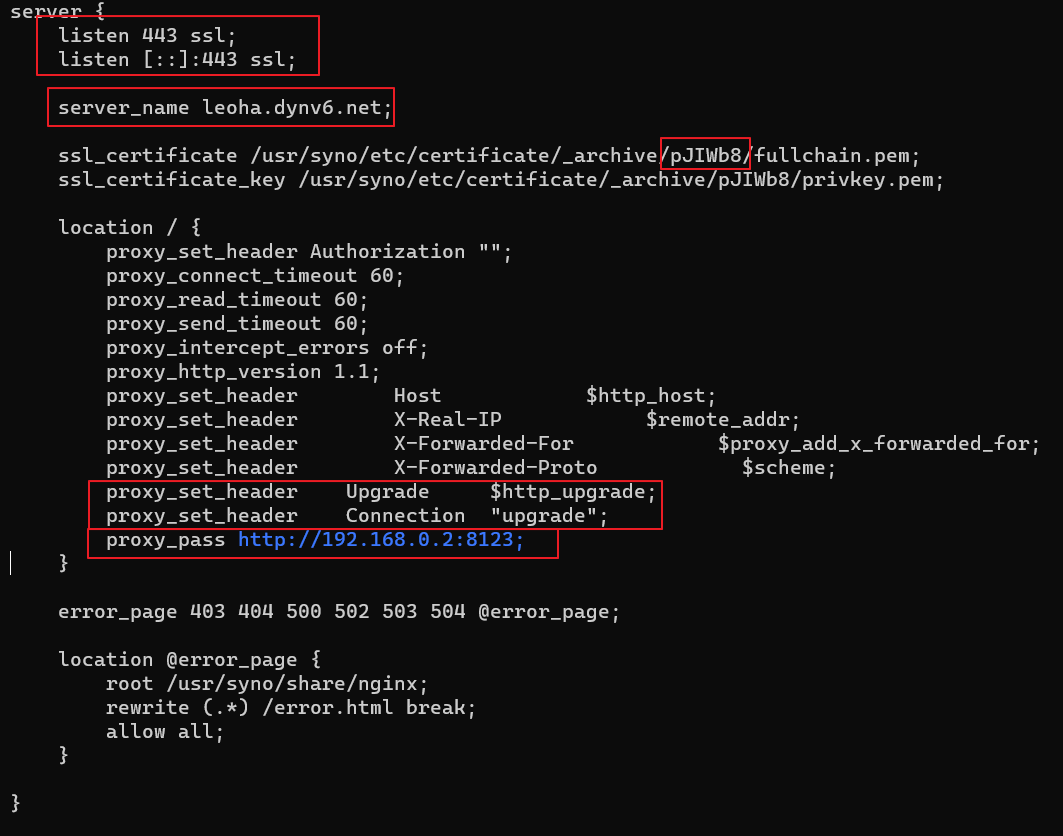 server {
    listen 443 ssl;
    listen [::]:443 ssl;

    server_name leoha.dynv6.net;

    ssl_certificate /usr/syno/etc/certificate/_archive/pJIWb8/fullchain.pem;
    ssl_certificate_key /usr/syno/etc/certificate/_archive/pJIWb8/privkey.pem;

    location / {
        proxy_set_header Authorization "";
        proxy_connect_timeout 60;
        proxy_read_timeout 60;
        proxy_send_timeout 60;
        proxy_intercept_errors off;
        proxy_http_version 1.1;
        proxy_set_header        Host            $http_host;
        proxy_set_header        X-Real-IP            $remote_addr;
        proxy_set_header        X-Forwarded-For            $proxy_add_x_forwarded_for;
        proxy_set_header        X-Forwarded-Proto            $scheme;
        proxy_set_header    Upgrade     $http_upgrade;
        proxy_set_header    Connection  "upgrade";
        proxy_pass http://192.168.0.2:8123;
    }

    error_page 403 404 500 502 503 504 @error_page;

    location @error_page {
        root /usr/syno/share/nginx;
        rewrite (.*) /error.html break;
        allow all;
    }

}